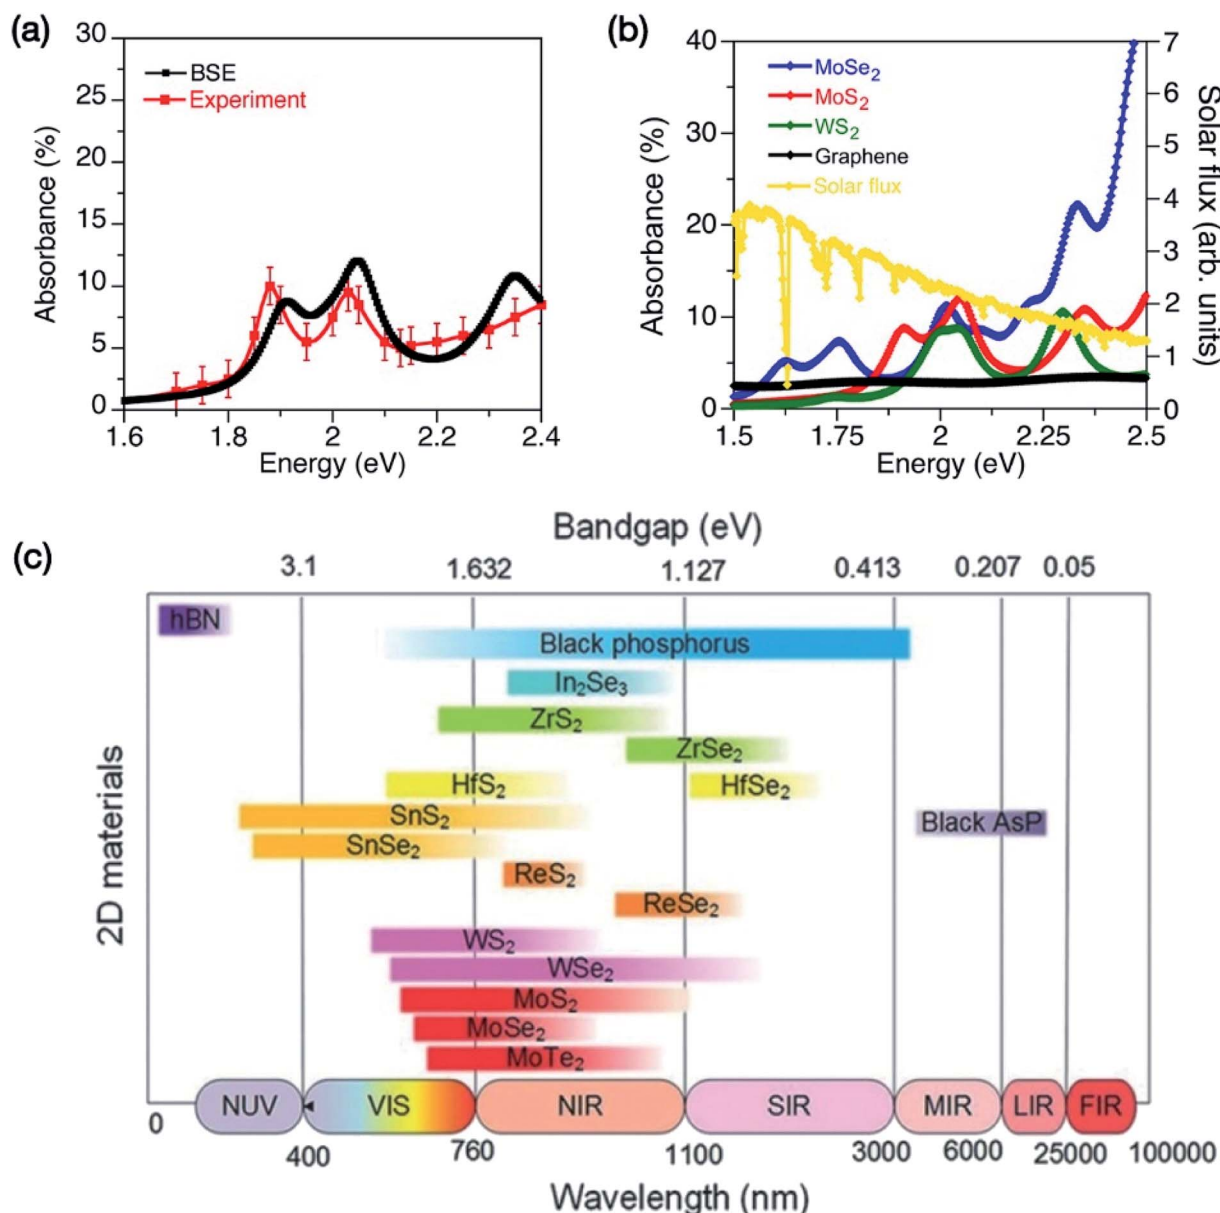 (a)
30
25
20
15
10
5
0
Absorbance (%)
BSE
Experiment
1.6 1.8 2.0 2.2 2.4
Energy (eV)
(b)
40
30
20
10
0
Absorbance (%)
MoSe₂
MoS₂
WS₂
Graphene
Solar flux
7
6
5
4
3
2
1
0
Solar flux (arb. units)
1.5 1.75 2 2.25 2.5
Energy (eV)
(c)
Bandgap (eV)
3.1 1.632 1.127 0.413 0.207 0.05
2D materials
hBN
Black phosphorus
In₂Se₃
ZrS₂
ZrSe₂
HfS₂ HfSe₂
SnS₂ Black AsP
SnSe₂
ReS₂
ReSe₂
WS₂
WSe₂
MoS₂
MoSe₂
MoTe₂
NUV VIS NIR SIR MIR LIR FIR
0 400 760 1100 3000 6000 25000 100000
Wavelength (nm)